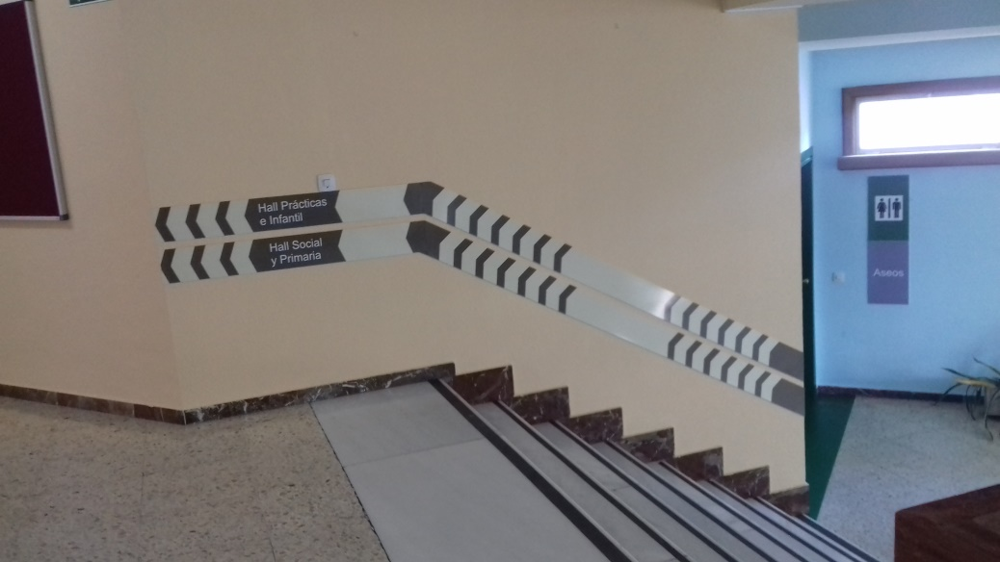 Hall Prácticas
e Infantil
Hall Social
y Primaria
Aseos